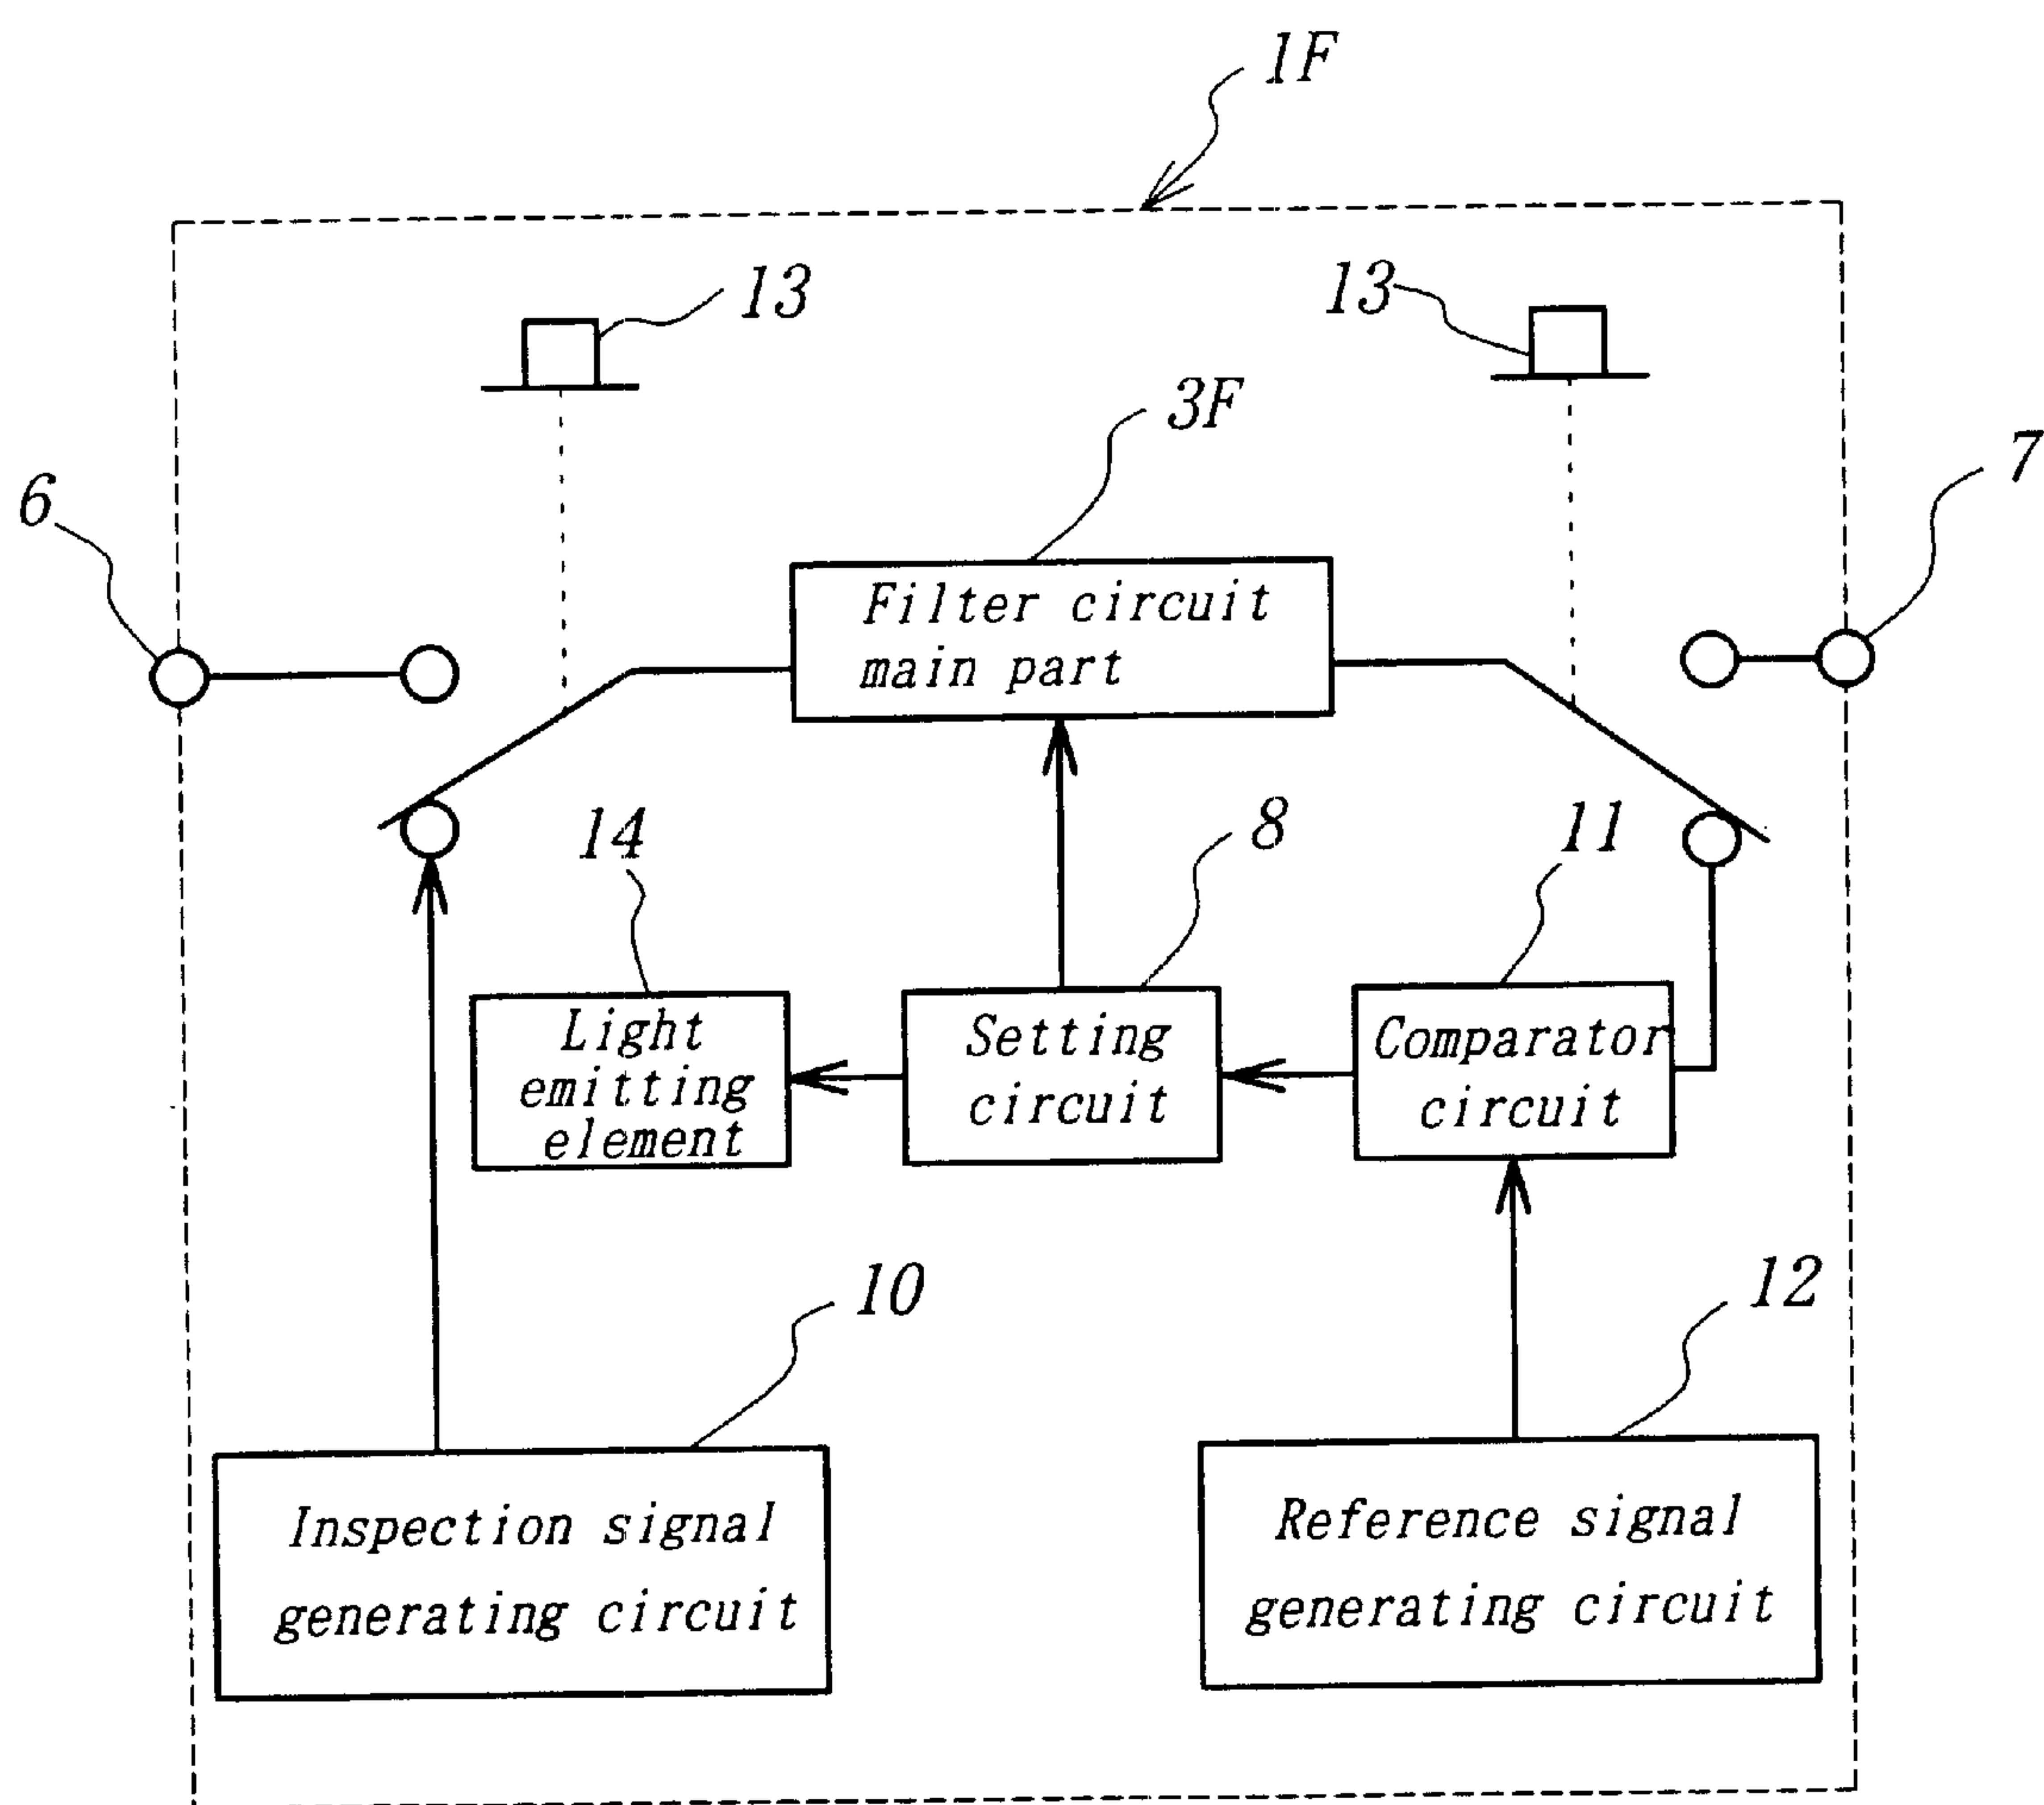 1F
13
13
3F
6
7
Filter circuit
main part
14
8
11
Light
emitting
element
Setting
circuit
Comparator
circuit
10
12
Inspection signal
generating circuit
Reference signal
generating circuit